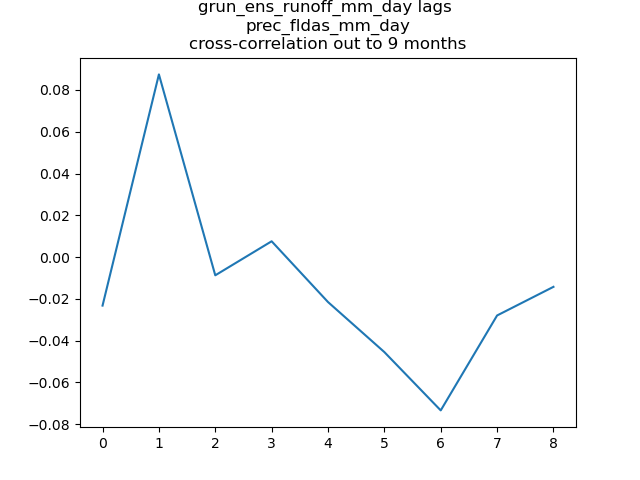 grun_ens_runoff_mm_day lags
prec_fldas_mm_day
cross-correlation out to 9 months
0.08
0.06
0.04
0.02
0.00
−0.02
−0.04
−0.06
−0.08
0 1 2 3 4 5 6 7 8